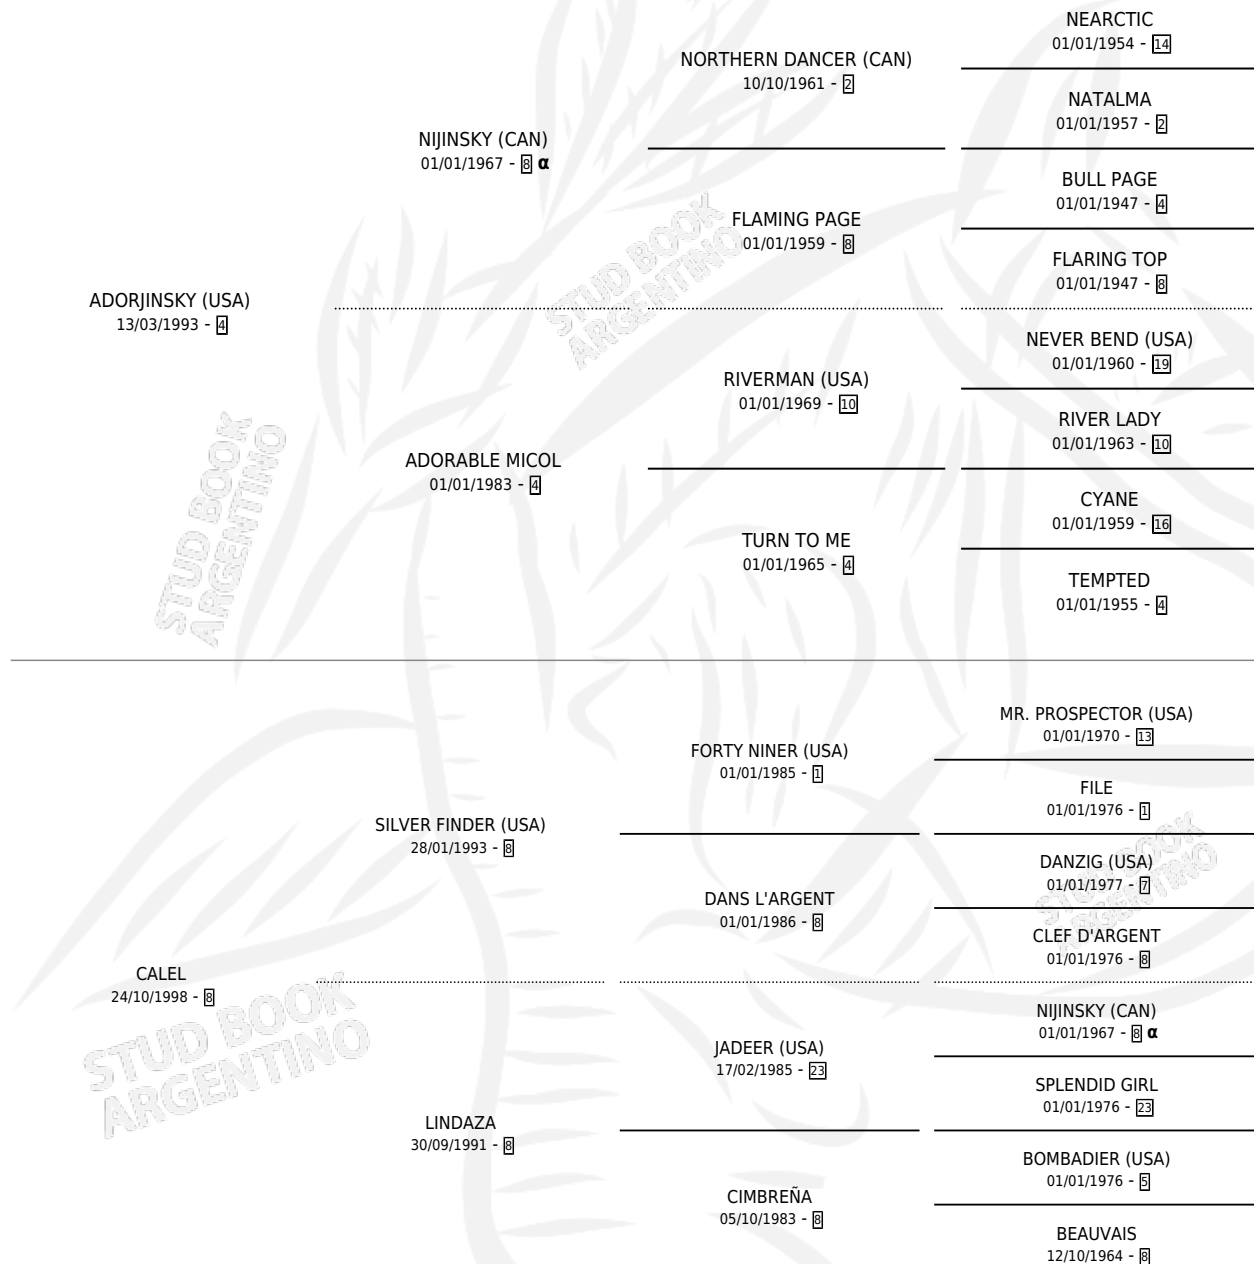 NEARCTIC
01/01/1954 - 14
NORTHERN DANCER (CAN)
10/10/1961 - 2
NATALMA
01/01/1957 - 2
NIJINSKY (CAN)
01/01/1967 - 8 α
BULL PAGE
01/01/1947 - 4
FLAMING PAGE
01/01/1959 - 8
FLARING TOP
01/01/1947 - 8
ADORJINSKY (USA)
13/03/1993 - 4
NEVER BEND (USA)
01/01/1960 - 19
RIVERMAN (USA)
01/01/1969 - 10
RIVER LADY
01/01/1963 - 10
ADORABLE MICOL
01/01/1983 - 4
CYANE
01/01/1959 - 16
TURN TO ME
01/01/1965 - 4
TEMPTED
01/01/1955 - 4
MR. PROSPECTOR (USA)
01/01/1970 - 13
FORTY NINER (USA)
01/01/1985 - 1
FILE
01/01/1976 - 1
SILVER FINDER (USA)
28/01/1993 - 8
DANZIG (USA)
01/01/1977 - 7
DANS L'ARGENT
01/01/1986 - 8
CLEF D'ARGENT
01/01/1976 - 8
CALEL
24/10/1998 - 8
NIJINSKY (CAN)
01/01/1967 - 8 α
JADEER (USA)
17/02/1985 - 23
SPLENDID GIRL
01/01/1976 - 23
LINDAZA
30/09/1991 - 8
BOMBADIER (USA)
01/01/1976 - 5
CIMBREÑA
05/10/1983 - 8
BEAUVAIS
12/10/1964 - 8
STUD BOOK
ARGENTINO
STUD BOOK
ARGENTINO
STUD BOOK
ARGENTINO
STUD BOOK
ARGENTINO